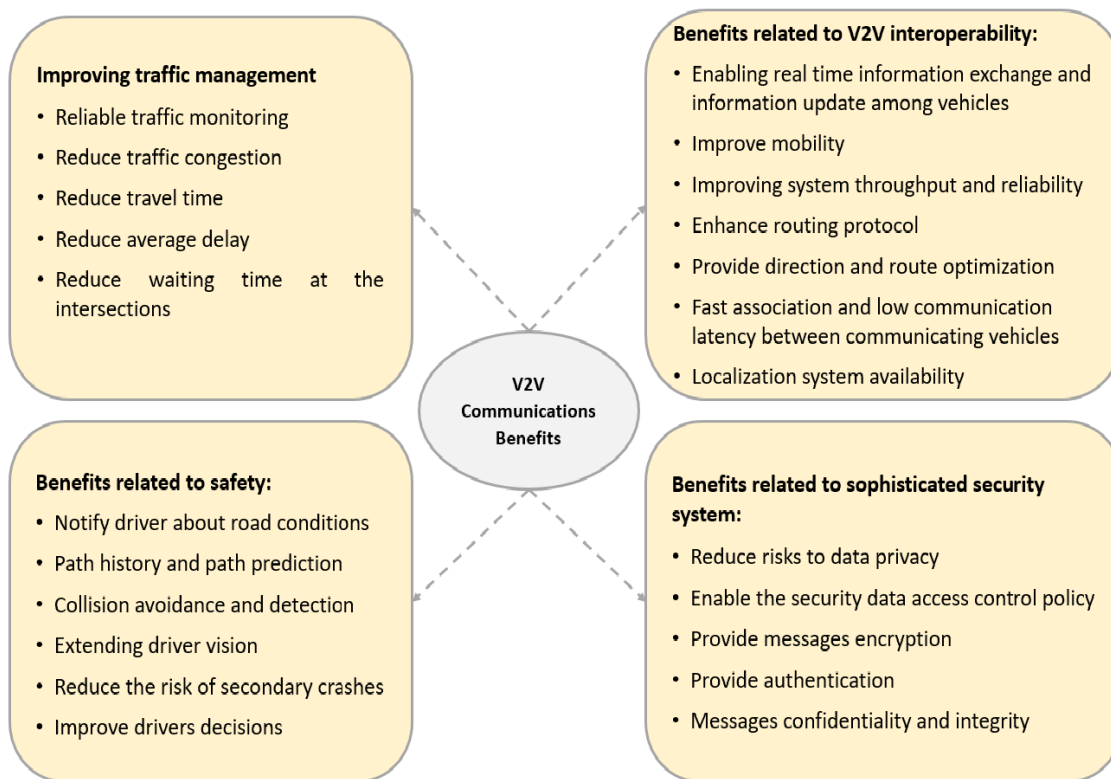 Improving traffic management
• Reliable traffic monitoring
• Reduce traffic congestion
• Reduce travel time
• Reduce average delay
• Reduce waiting time at the
intersections
Benefits related to V2V interoperability:
• Enabling real time information exchange and
information update among vehicles
• Improve mobility
• Improving system throughput and reliability
• Enhance routing protocol
• Provide direction and route optimization
• Fast association and low communication
latency between communicating vehicles
• Localization system availability
V2V
Communications
Benefits
Benefits related to safety:
• Notify driver about road conditions
• Path history and path prediction
• Collision avoidance and detection
• Extending driver vision
• Reduce the risk of secondary crashes
• Improve drivers decisions
Benefits related to sophisticated security
system:
• Reduce risks to data privacy
• Enable the security data access control policy
• Provide messages encryption
• Provide authentication
• Messages confidentiality and integrity